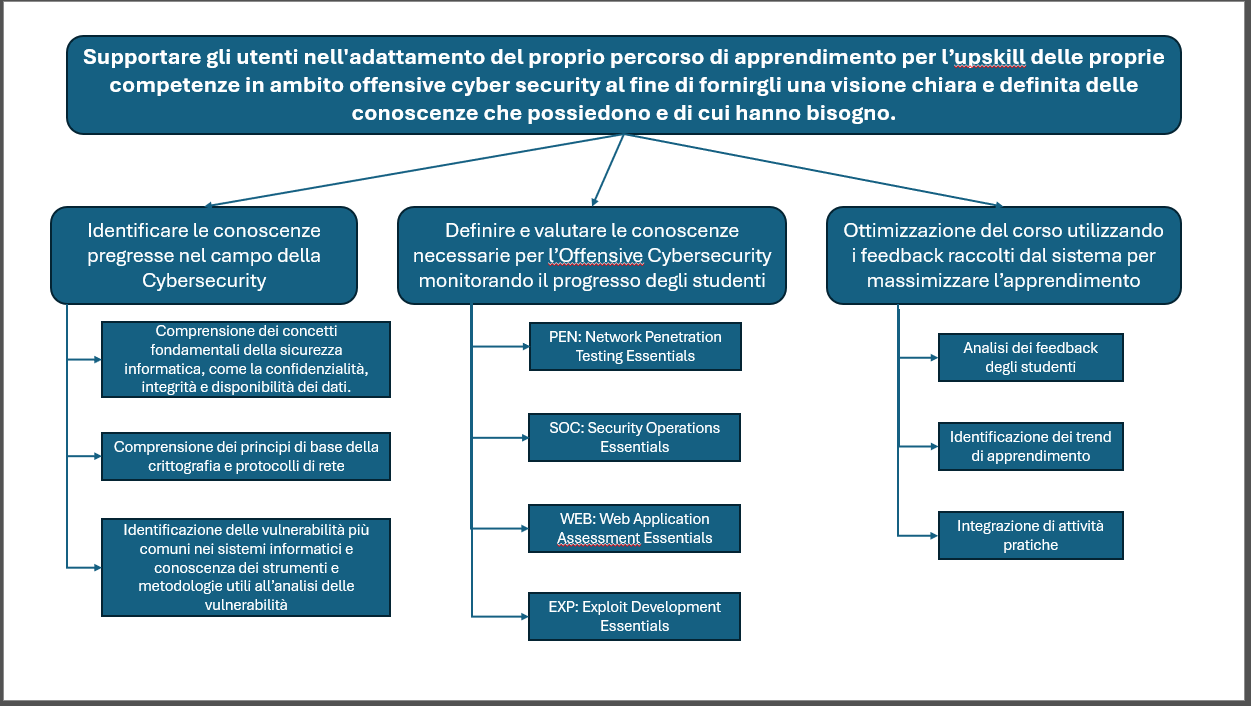 Supportare gli utenti nell'adattamento del proprio percorso di apprendimento per l’upskill delle proprie
competenze in ambito offensive cyber security al fine di fornirgli una visione chiara e definita delle
conoscenze che possiedono e di cui hanno bisogno.
Identificare le conoscenze
pregresse nel campo della
Cybersecurity
Comprensione dei concetti
fondamentali della sicurezza
informatica, come la confidenzialità,
integrità e disponibilità dei dati.
Comprensione dei principi di base della
crittografia e protocolli di rete
Identificazione delle vulnerabilità più
comuni nei sistemi informatici e
conoscenza dei strumenti e
metodologie utili all’analisi delle
vulnerabilità
Definire e valutare le conoscenze
necessarie per l’Offensive Cybersecurity
monitorando il progresso degli studenti
PEN: Network Penetration
Testing Essentials
SOC: Security Operations
Essentials
WEB: Web Application
Assessment Essentials
EXP: Exploit Development
Essentials
Ottimizzazione del corso utilizzando
i feedback raccolti dal sistema per
massimizzare l’apprendimento
Analisi dei feedback
degli studenti
Identificazione dei trend
di apprendimento
Integrazione di attività
pratiche